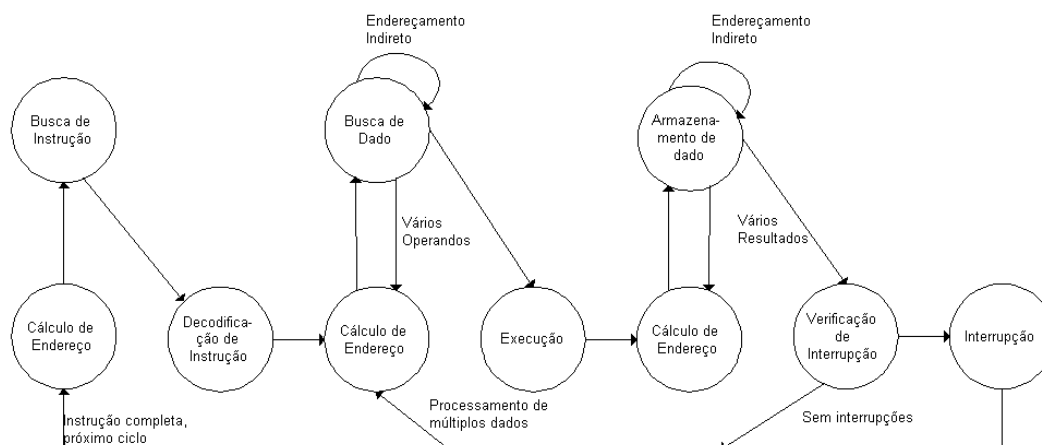 Endereçamento
Indireto
Endereçamento
Indireto
Busca de
Instrução
Busca de
Dado
Armazena-
mento de
dado
Vários
Operandos
Vários
Resultados
Cálculo de
Endereço
Decodifica-
ção de
Instrução
Cálculo de
Endereço
Execução
Cálculo de
Endereço
Verificação
de
Interrupção
Interrupção
Instrução completa,
próximo ciclo
Processamento de
múltiplos dados
Sem interrupções